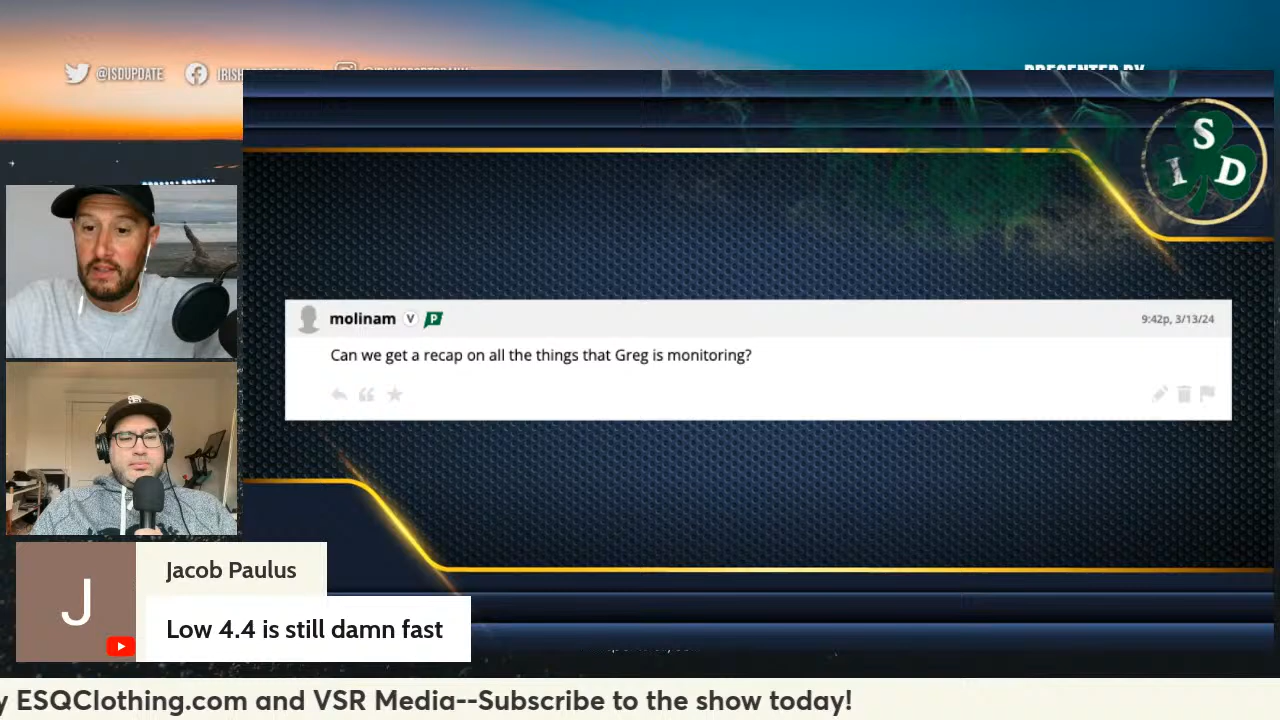 @ISDUPDATE
PRESENTED BY
I S D
molinam V P
9:42p, 3/13/24
Can we get a recap on all the things that Greg is monitoring?
J
Jacob Paulus
Low 4.4 is still damn fast
ESQClothing.com and VSR Media--Subscribe to the show today!